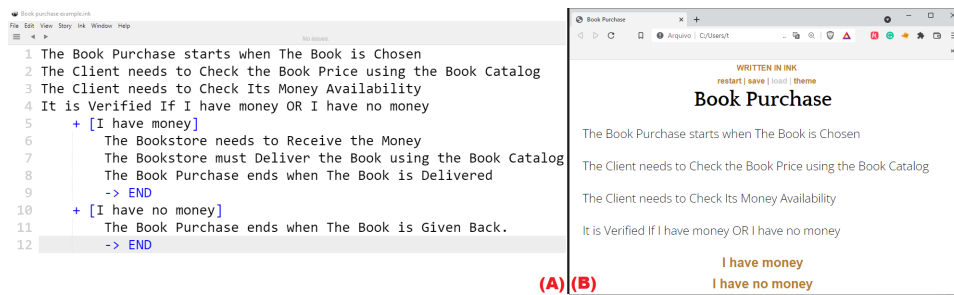 Book purchase example.ink
File Edit View Story Ink Window Help
No issues.
1 The Book Purchase starts when The Book is Chosen
2 The Client needs to Check the Book Price using the Book Catalog
3 The Client needs to Check Its Money Availability
4 It is Verified If I have money OR I have no money
5 + [I have money]
6 The Bookstore needs to Receive the Money
7 The Bookstore must Deliver the Book using the Book Catalog
8 The Book Purchase ends when The Book is Delivered
9 -> END
10 + [I have no money]
11 The Book Purchase ends when The Book is Given Back.
12 -> END
(A)
Book Purchase
Arquivo | C:/Users/t
WRITTEN IN INK
restart | save | load | theme
Book Purchase
The Book Purchase starts when The Book is Chosen
The Client needs to Check the Book Price using the Book Catalog
The Client needs to Check Its Money Availability
It is Verified If I have money OR I have no money
I have money
I have no money
(B)